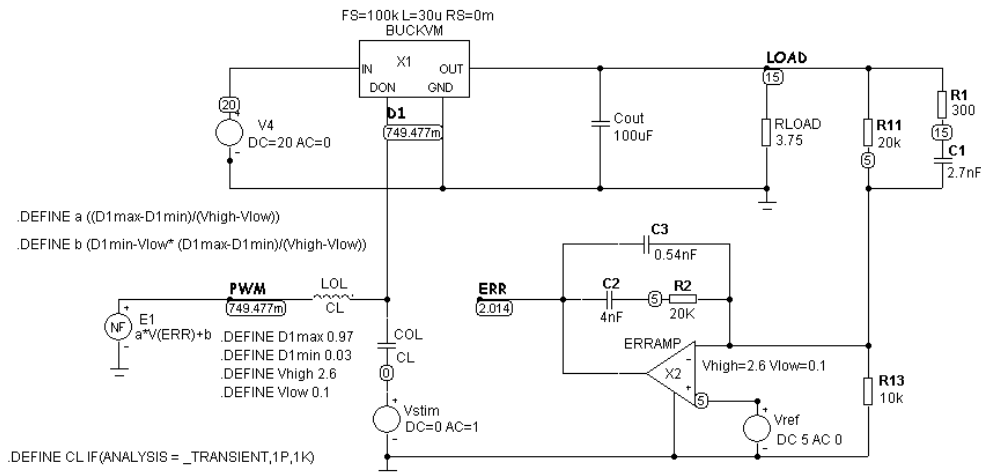 FS=100k L=30u RS=0m
BUCKVM
X1
IN
OUT
DON
GND
LOAD
15
20
V4
DC=20 AC=0
D1
749.477m
Cout
100uF
RLOAD
3.75
R11
20k
5
R1
300
15
C1
2.7nF
.DEFINE a ((D1max-D1min)/(Vhigh-Vlow))
.DEFINE b (D1min-Vlow* (D1max-D1min)/(Vhigh-Vlow))
C3
0.54nF
PWM
749.477m
LOL
CL
ERR
2.014
C2
4nF
5
R2
20K
NF
E1
a*V(ERR)+b
.DEFINE D1max 0.97
.DEFINE D1min 0.03
.DEFINE Vhigh 2.6
.DEFINE Vlow 0.1
COL
CL
0
ERRAMP
X2
Vhigh=2.6 Vlow=0.1
5
R13
10k
Vstim
DC=0 AC=1
Vref
DC 5 AC 0
.DEFINE CL IF(ANALYSIS = _TRANSIENT,1P,1K)